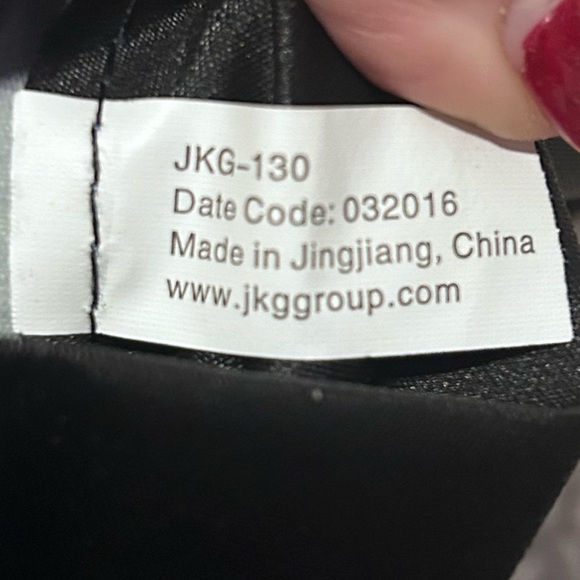 JKG-130
Date Code: 032016
Made in Jingjiang, China
www.jkggroup.com